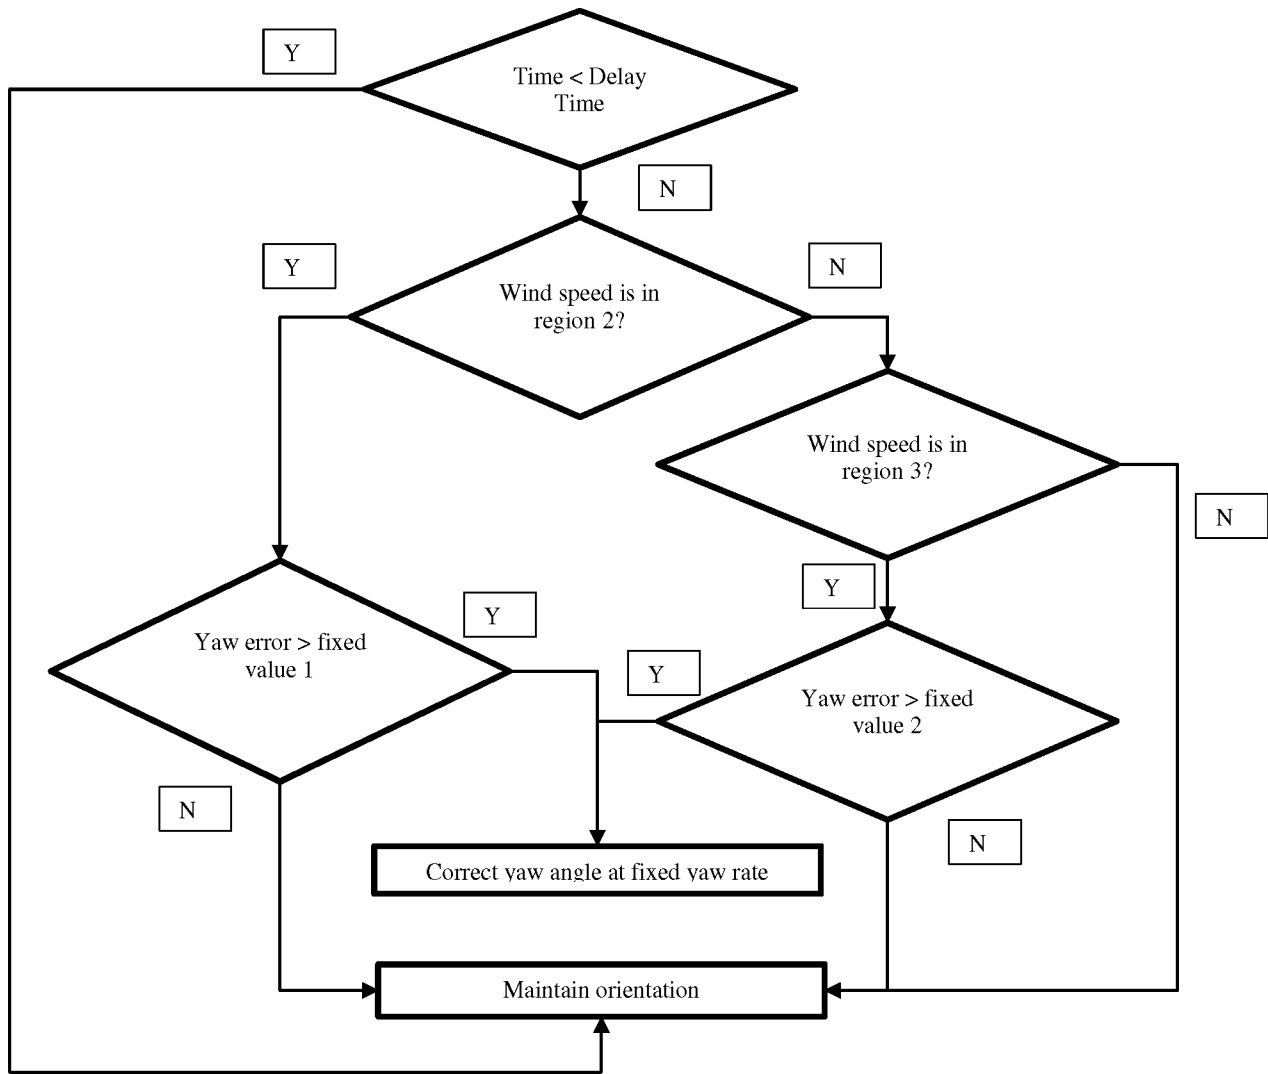 Y
Time < Delay
Time
N
Y
N
Wind speed is in
region 2?
Wind speed is in
region 3?
N
Y
Y
Yaw error > fixed
value 1
Y
Yaw error > fixed
value 2
N
N
Correct yaw angle at fixed yaw rate
Maintain orientation